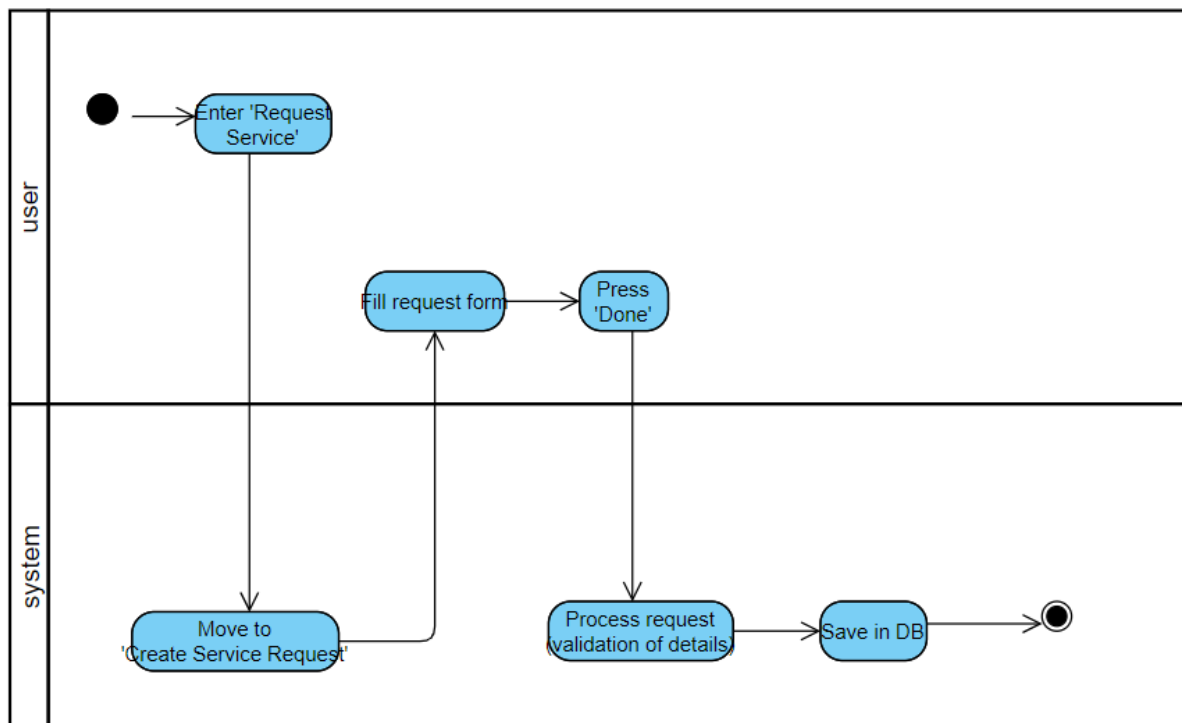 user
Enter 'Request
Service'
Fill request form
Press
'Done'
system
Move to
'Create Service Request'
Process request
(validation of details)
Save in DB